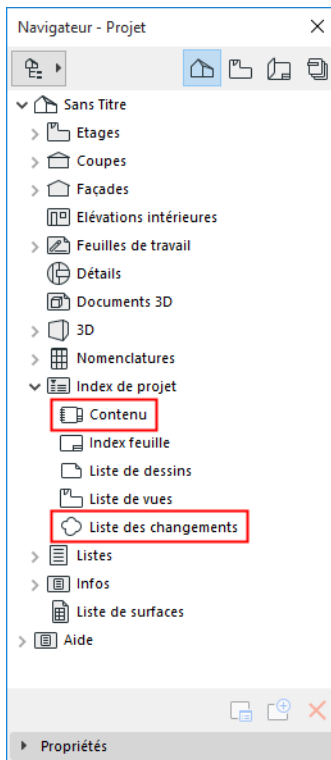 Navigateur - Projet
Sans Titre
Etages
Coupes
Façades
Elévations intérieures
Feuilles de travail
Détails
Documents 3D
3D
Nomenclatures
Index de projet
Contenu
Index feuille
Liste de dessins
Liste de vues
Liste des changements
Listes
Infos
Liste de surfaces
Aide
Propriétés